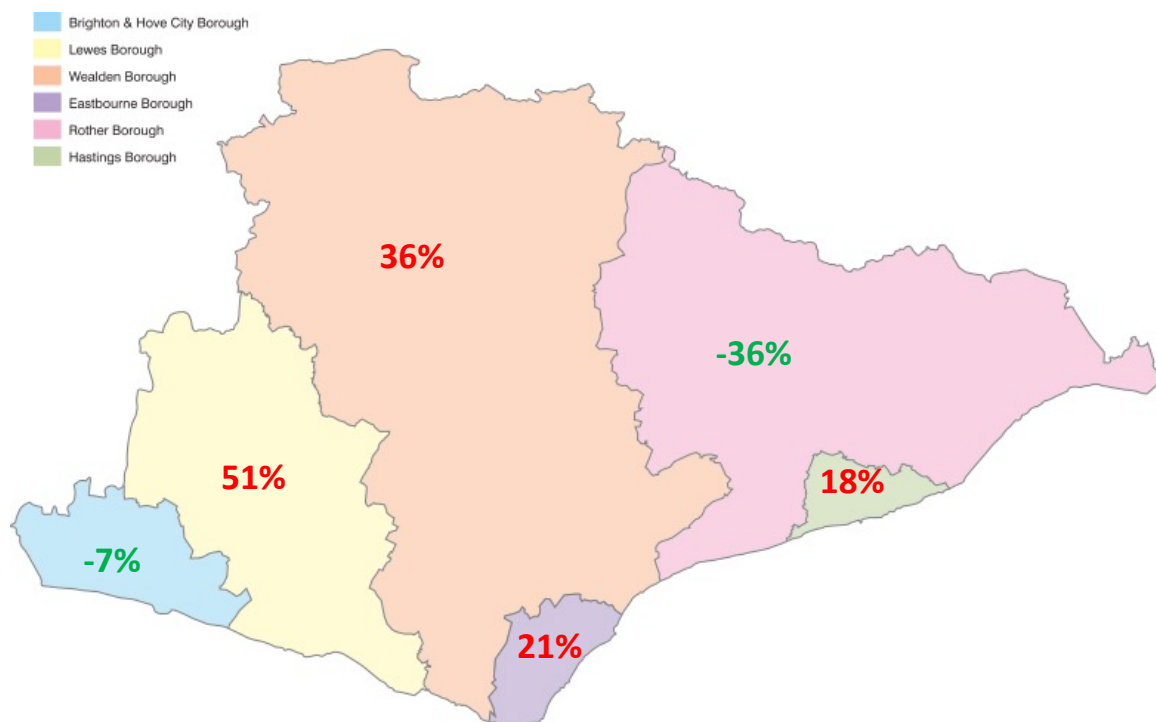 Brighton & Hove City Borough
Lewes Borough
Wealden Borough
Eastbourne Borough
Rother Borough
Hastings Borough
36%
-36%
51%
18%
-7%
21%